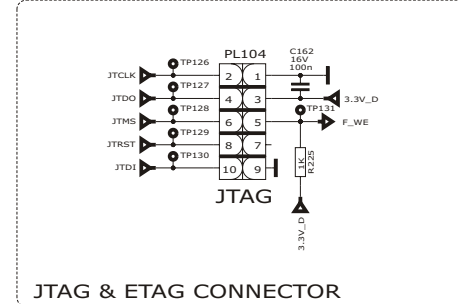 PL104
C162
16V
100n
JTCLK
TP126
2
1
JTDO
TP127
4
3
3.3V_D
JTMS
TP128
6
5
TP131
F_WE
JTRST
TP129
8
7
JTDI
TP130
10
9
1K
R225
JTAG
3.3V_D
JTAG & ETAG CONNECTOR